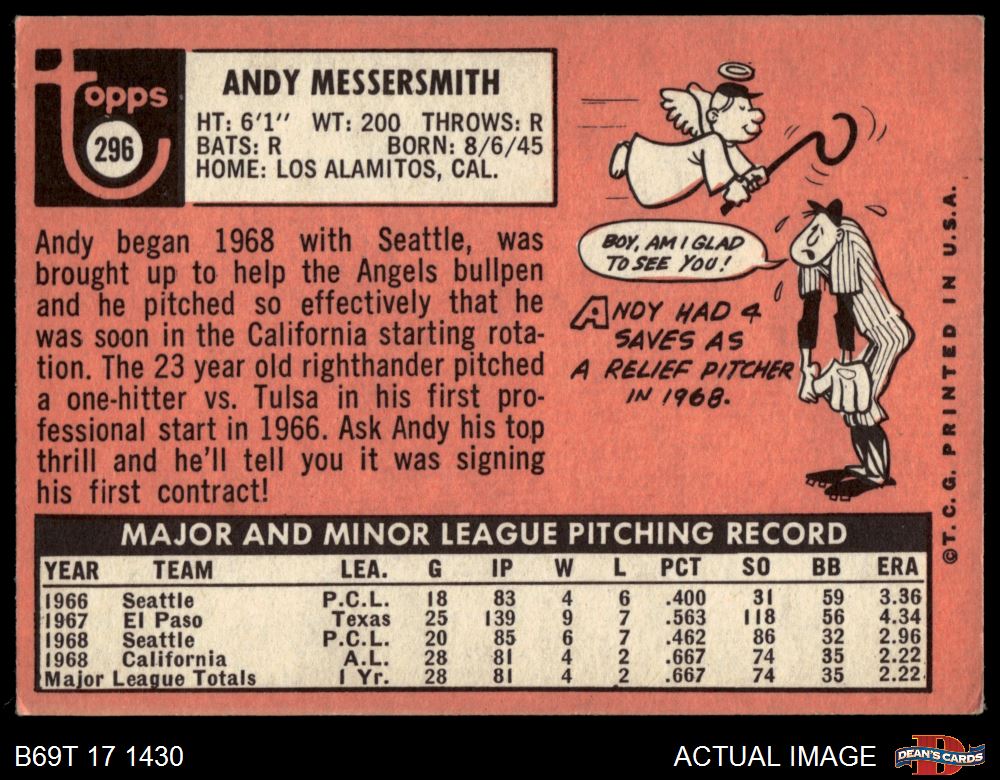 Topps
296
ANDY MESSERSMITH
HT: 6'1" WT: 200 THROWS: R
BATS: R BORN: 8/6/45
HOME: LOS ALAMITOS, CAL.
Andy began 1968 with Seattle, was
brought up to help the Angels bullpen
and he pitched so effectively that he
was soon in the California starting rota-
tion. The 23 year old righthander pitched
a one-hitter vs. Tulsa in his first pro-
fessional start in 1966. Ask Andy his top
thrill and he'll tell you it was signing
his first contract!
BOY, AM I GLAD
TO SEE YOU!
ANDY HAD 4
SAVES AS
A RELIEF PITCHER
IN 1968.
©T. C. G. PRINTED IN U.S.A.
MAJOR AND MINOR LEAGUE PITCHING RECORD
YEAR TEAM LEA. G IP W L PCT SO BB ERA
1966 Seattle P.C.L. 18 83 4 6 .400 31 59 3.36
1967 El Paso Texas 25 139 9 7 .563 118 56 4.34
1968 Seattle P.C.L. 20 85 6 7 .462 86 32 2.96
1968 California A.L. 28 81 4 2 .667 74 35 2.22
Major League Totals 1 Yr. 28 81 4 2 .667 74 35 2.22
B69T 17 1430
ACTUAL IMAGE
D
DEAN'S CARDS